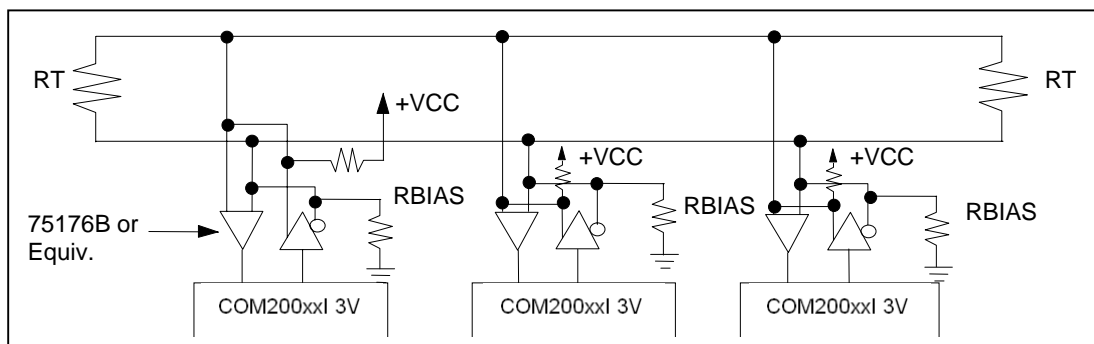 RT
RT
+VCC
+VCC
+VCC
RBIAS
RBIAS
RBIAS
75176B or
Equiv.
COM200xxI 3V
COM200xxI 3V
COM200xxI 3V